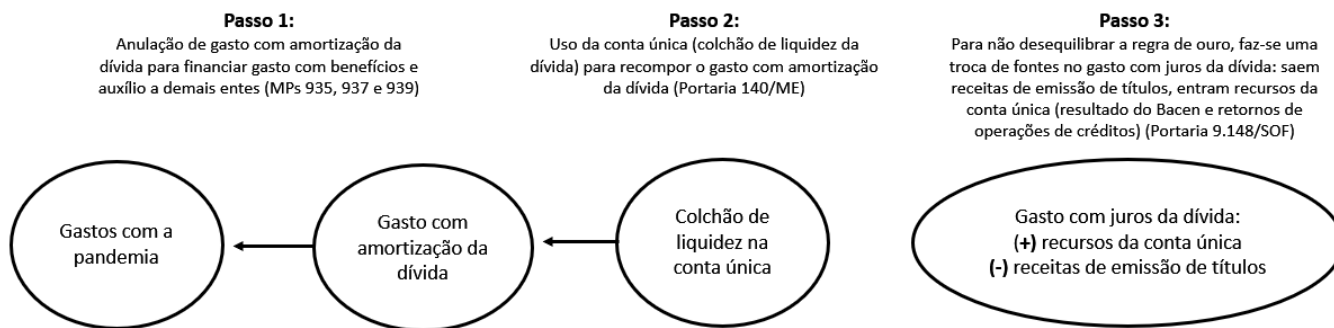 Passo 1:
Anulação de gasto com amortização da
dívida para financiar gasto com benefícios e
auxílio a demais entes (MPs 935, 937 e 939)
Passo 2:
Uso da conta única (colchão de liquidez da
dívida) para recompor o gasto com amortização
da dívida (Portaria 140/ME)
Passo 3:
Para não desequilibrar a regra de ouro, faz-se uma
troca de fontes no gasto com juros da dívida: saem
receitas de emissão de títulos, entram recursos da
conta única (resultado do Bacen e retornos de
operações de créditos) (Portaria 9.148/SOF)
Gastos com a
pandemia
Gasto com
amortização da
dívida
Colchão de
liquidez na
conta única
Gasto com juros da dívida:
(+) recursos da conta única
(-) receitas de emissão de títulos